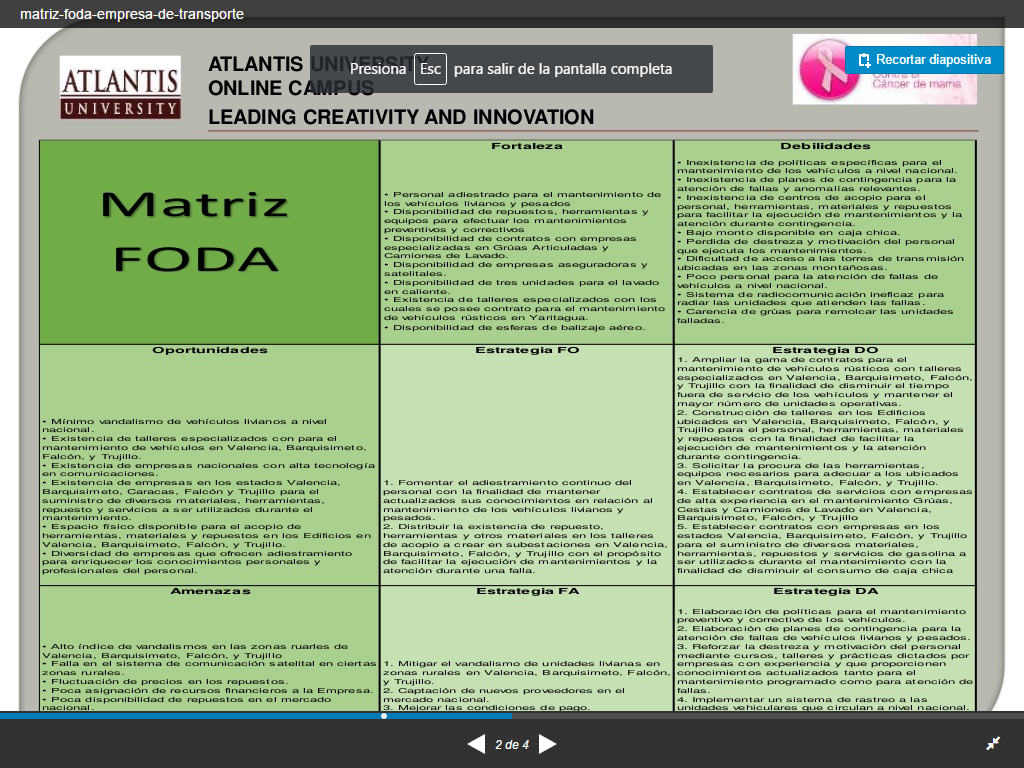 matriz-foda-empresa-de-transporte
ATLANTIS UNIVERSITY
ONLINE CAMPUS
LEADING CREATIVITY AND INNOVATION
ATLANTIS
UNIVERSITY
Presiona Esc para salir de la pantalla completa
Recortar diapositiva
Cáncer de mama
Matriz
FODA
Fortaleza
• Personal adiestrado para el mantenimiento de
los vehículos livianos y pesados
• Disponibilidad de repuestos, herramientas y
equipos para efectuar los mantenimientos
preventivos y correctivos
• Disponibilidad de contratos con empresas
especializadas en Grúas Articuladas y
Camiones de Lavado.
• Disponibilidad de empresas aseguradoras y
satelitales.
• Disponibilidad de tres unidades para el lavado
en caliente.
• Existencia de talleres especializados con los
cuales se posee contrato para el mantenimiento
de vehículos rústicos en Yaritagua.
• Disponibilidad de esferas de balizaje aéreo.
Debilidades
• Inexistencia de políticas específicas para el
mantenimiento de los vehículos a nivel nacional.
• Inexistencia de planes de contingencia para la
atención de fallas y anomalías relevantes.
• Inexistencia de centros de acopio para el
personal, herramientas, materiales y repuestos
para facilitar la ejecución de mantenimientos y la
atención durante contingencia.
• Bajo monto disponible en caja chica.
• Perdida de destreza y motivación del personal
que ejecuta los mantenimientos.
• Dificultad de acceso a las torres de transmisión
ubicadas en las zonas montañosas.
• Poco personal para la atención de fallas de
vehículos a nivel nacional.
• Sistema de radiocomunicación ineficaz para
radiar las unidades que atienden las fallas.
• Carencia de grúas para remolcar las unidades
falladas.
Oportunidades
• Mínimo vandalismo de vehículos livianos a nivel
nacional.
• Existencia de talleres especializados con para el
mantenimiento de vehículos en Valencia, Barquisimeto,
Falcón, y Trujillo.
• Existencia de empresas nacionales con alta tecnología
en comunicaciones.
• Existencia de empresas en los estados Valencia,
Barquisimeto, Caracas, Falcón y Trujillo para el
suministro de diversos materiales, herramientas,
repuesto y servicios a ser utilizados durante el
mantenimiento.
• Espacio físico disponible para el acopio de
herramientas, materiales y repuestos en los Edificios en
Valencia, Barquisimeto, Falcón, y Trujillo.
• Diversidad de empresas que ofrecen adiestramiento
para enriquecer los conocimientos personales y
profesionales del personal.
Estrategia FO
1. Fomentar el adiestramiento continuo del
personal con la finalidad de mantener
actualizados sus conocimientos en relación al
mantenimiento de los vehículos livianos y
pesados.
2. Distribuir la existencia de repuesto,
herramientas y otros materiales en los talleres
de acopio a crear en subestaciones en Valencia,
Barquisimeto, Falcón, y Trujillo con el propósito
de facilitar la ejecución de mantenimientos y la
atención durante una falla.
Estrategia DO
1. Ampliar la gama de contratos para el
mantenimiento de vehículos rústicos con talleres
especializados en Valencia, Barquisimeto, Falcón,
y Trujillo con la finalidad de disminuir el tiempo
fuera de servicio de los vehículos y mantener el
mayor número de unidades operativas.
2. Construcción de talleres en los Edificios
ubicados en Valencia, Barquisimeto, Falcón, y
Trujillo para el personal, herramientas, materiales
y repuestos con la finalidad de facilitar la
ejecución de mantenimientos y la atención
durante contingencia.
3. Solicitar la procura de las herramientas,
equipos necesarios para adecuar a los ubicados
en Valencia, Barquisimeto, Falcón, y Trujillo.
4. Establecer contratos de servicios con empresas
de alta experiencia en el mantenimiento Grúas,
Cestas y Camiones de Lavado en Valencia,
Barquisimeto, Falcón, y Trujillo
5. Establecer contratos con empresas en los
estados Valencia, Barquisimeto, Falcón, y Trujillo
para el suministro de diversos materiales,
herramientas, repuestos y servicios de gasolina a
ser utilizados durante el mantenimiento con la
finalidad de disminuir el consumo de caja chica
Amenazas
• Alto índice de vandalismos en las zonas ruarles de
Valencia, Barquisimeto, Falcón, y Trujillo
• Falla en el sistema de comunicación satelital en ciertas
zonas rurales.
• Fluctuación de precios en los repuestos.
• Poca asignación de recursos financieros a la Empresa.
• Poca disponibilidad de repuestos en el mercado
nacional.
Estrategia FA
1. Mitigar el vandalismo de unidades livianas en
zonas rurales en Valencia, Barquisimeto, Falcón,
y Trujillo.
2. Captación de nuevos proveedores en el
mercado nacional.
3. Mejorar las condiciones de pago.
Estrategia DA
1. Elaboración de políticas para el mantenimiento
preventivo y correctivo de los vehículos.
2. Elaboración de planes de contingencia para la
atención de fallas de vehículos livianos y pesados.
3. Reforzar la destreza y motivación del personal
mediante cursos, talleres y prácticas dictados por
empresas con experiencia y que proporcionen
conocimientos actualizados tanto para el
mantenimiento programado como para atención de
fallas.
4. Implementar un sistema de rastreo a las
unidades vehiculares que circulan a nivel nacional.
2 de 4